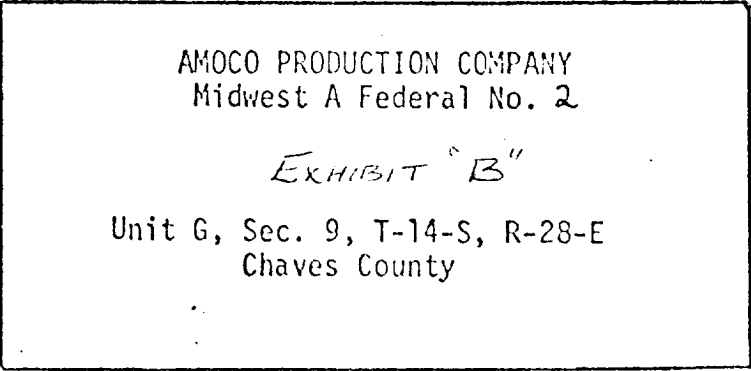 AMOCO PRODUCTION COMPANY
Midwest A Federal No. 2
EXHIBIT "B"
Unit G, Sec. 9, T-14-S, R-28-E
Chaves County